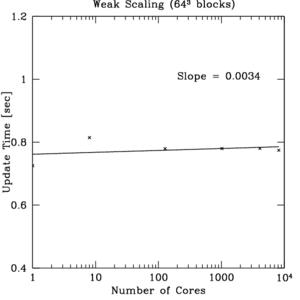 Weak Scaling (64³ blocks)
1.2
Slope = 0.0034
1
0.8
0.6
0.4
Update Time [sec]
1 10 100 1000 10⁴
Number of Cores